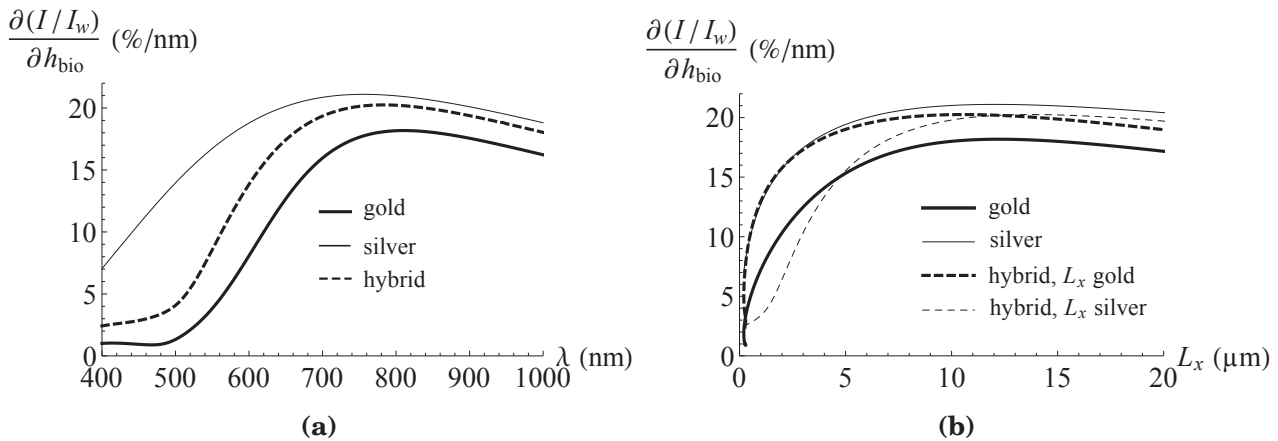 ∂(I/I_w)/∂h_bio (%/nm)
20
15
10
5
0
400 500 600 700 800 900 1000 λ (nm)
gold
silver
hybrid
(a)
∂(I/I_w)/∂h_bio (%/nm)
20
15
10
5
0
0 5 10 15 20 L_x (μm)
gold
silver
hybrid, L_x gold
hybrid, L_x silver
(b)